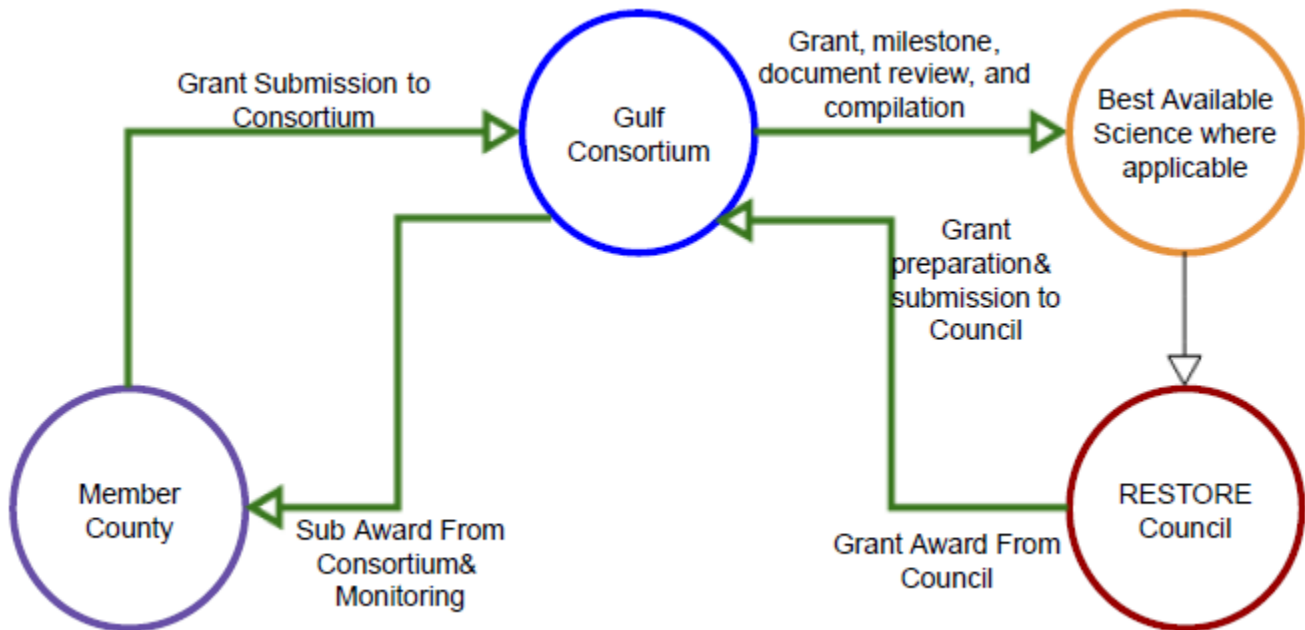 Grant Submission to
Consortium
Gulf
Consortium
Grant, milestone,
document review, and
compilation
Best Available
Science where
applicable
Grant
preparation&
submission to
Council
Member
County
Sub Award From
Consortium&
Monitoring
Grant Award From
Council
RESTORE
Council